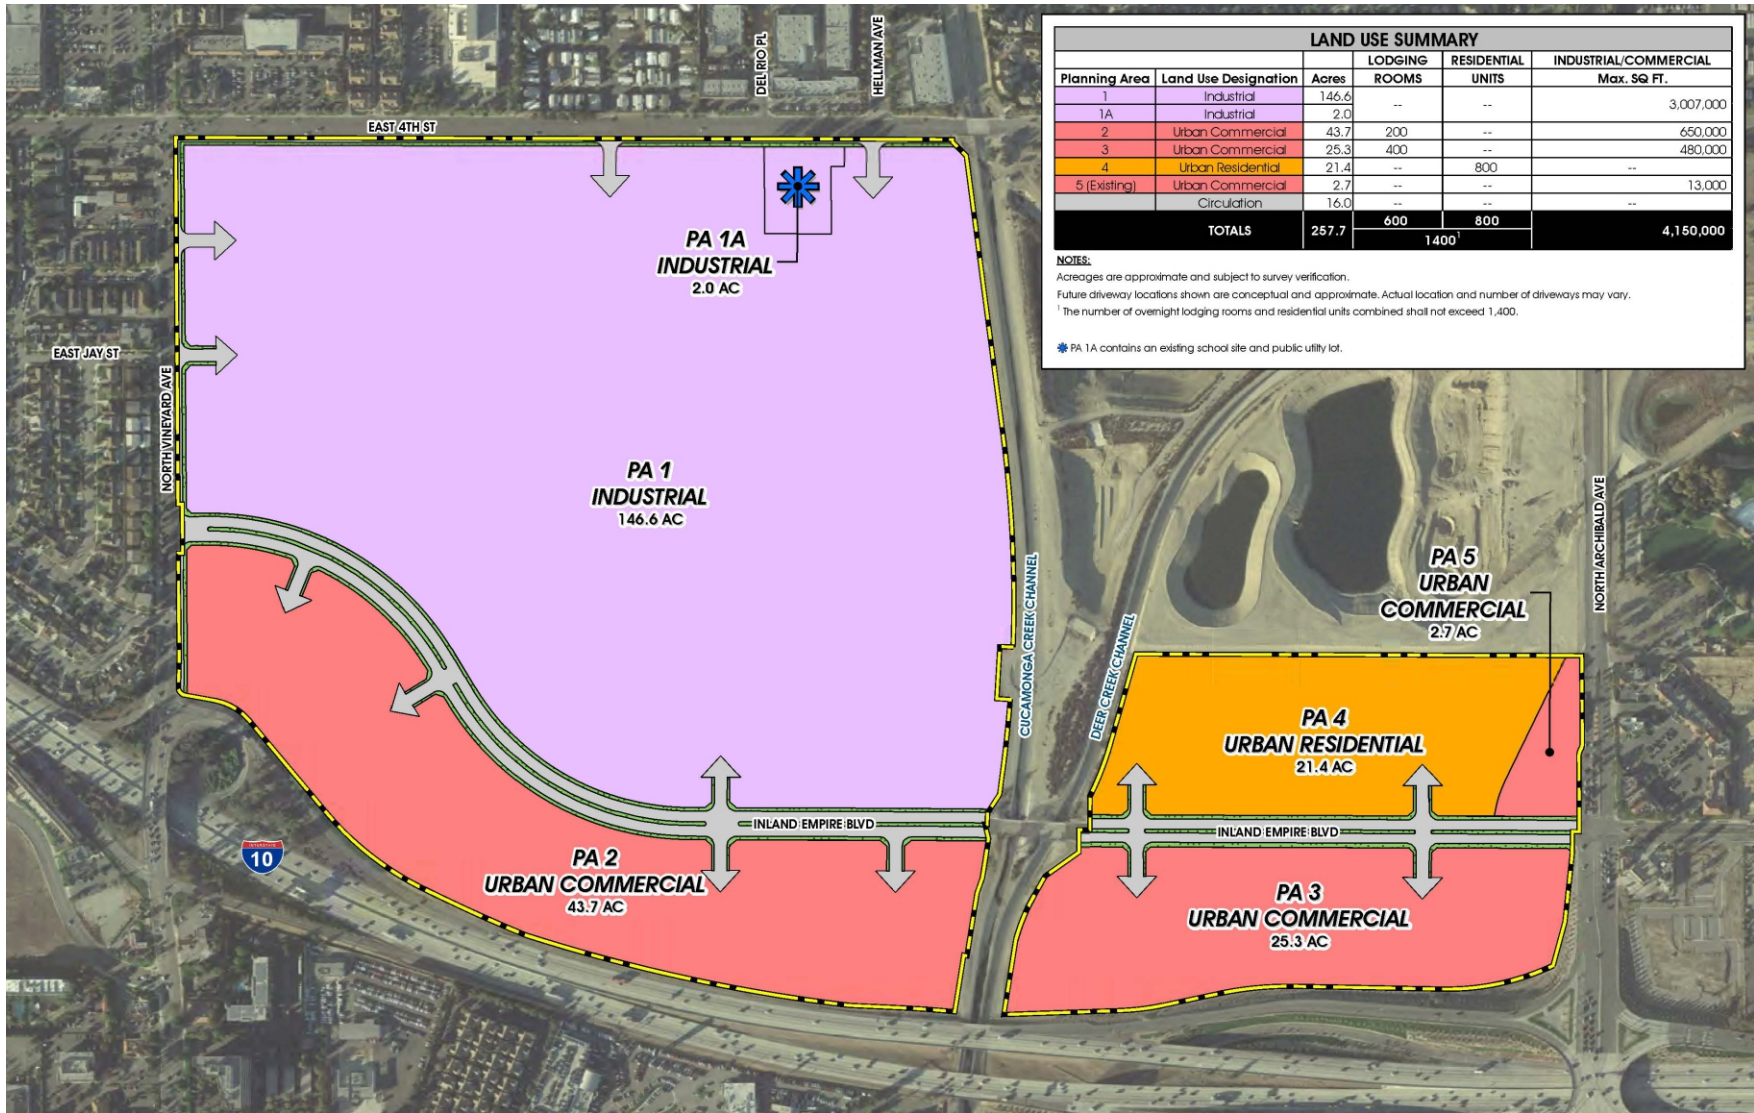 LAND USE SUMMARY
LODGING RESIDENTIAL INDUSTRIAL/COMMERCIAL
Planning Area Land Use Designation Acres ROOMS UNITS Max. SQ FT.
1 Industrial 146.6 -- -- 3,007,000
1A Industrial 2.0
2 Urban Commercial 43.7 200 -- 650,000
3 Urban Commercial 25.3 400 -- 480,000
4 Urban Residential 21.4 -- 800 --
5 (Existing) Urban Commercial 2.7 -- -- 13,000
Circulation 16.0 -- -- --
TOTALS 257.7 600 800 4,150,000
1400¹
NOTES:
Acreages are approximate and subject to survey verification.
Future driveway locations shown are conceptual and approximate. Actual location and number of driveways may vary.
¹ The number of overnight lodging rooms and residential units combined shall not exceed 1,400.
PA 1A contains an existing school site and public utility lot.
DEL RIO PL
HELLMAN AVE
EAST 4TH ST
PA 1A
INDUSTRIAL
2.0 AC
EAST JAY ST
NORTH VINEYARD AVE
PA 1
INDUSTRIAL
146.6 AC
CUCAMONGA CREEK CHANNEL
DEER CREEK CHANNEL
NORTH ARCHIBALD AVE
PA 5
URBAN
COMMERCIAL
2.7 AC
PA 4
URBAN RESIDENTIAL
21.4 AC
INLAND EMPIRE BLVD
INLAND EMPIRE BLVD
INTERSTATE
10
PA 2
URBAN COMMERCIAL
43.7 AC
PA 3
URBAN COMMERCIAL
25.3 AC